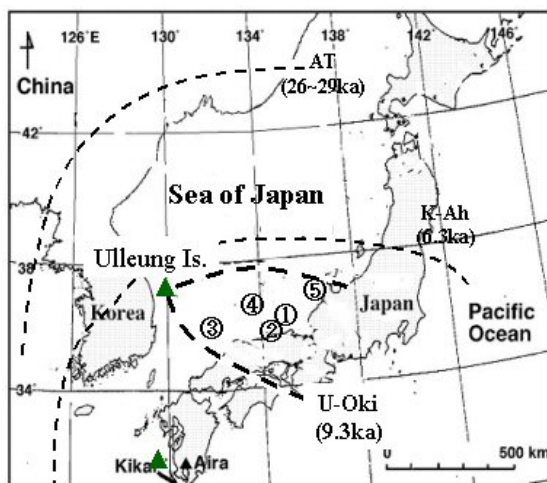 126°E
130°
134°
138°
142°
146°
China
AT
(26~29ka)
42°
Sea of Japan
K-Ah
(6.3ka)
Ulleung Is.
38°
⑤
④
①
Korea
③
②
Japan
Pacific
Ocean
34°
U-Oki
(9.3ka)
Kikai
Aira
0
500 km